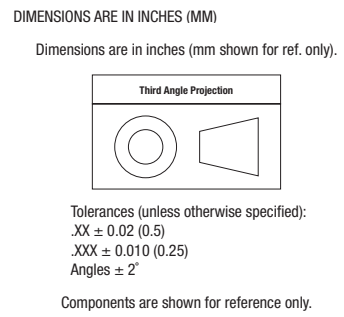 DIMENSIONS ARE IN INCHES (MM)
Dimensions are in inches (mm shown for ref. only).
Third Angle Projection
Tolerances (unless otherwise specified):
.XX ± 0.02 (0.5)
.XXX ± 0.010 (0.25)
Angles ± 2˚
Components are shown for reference only.